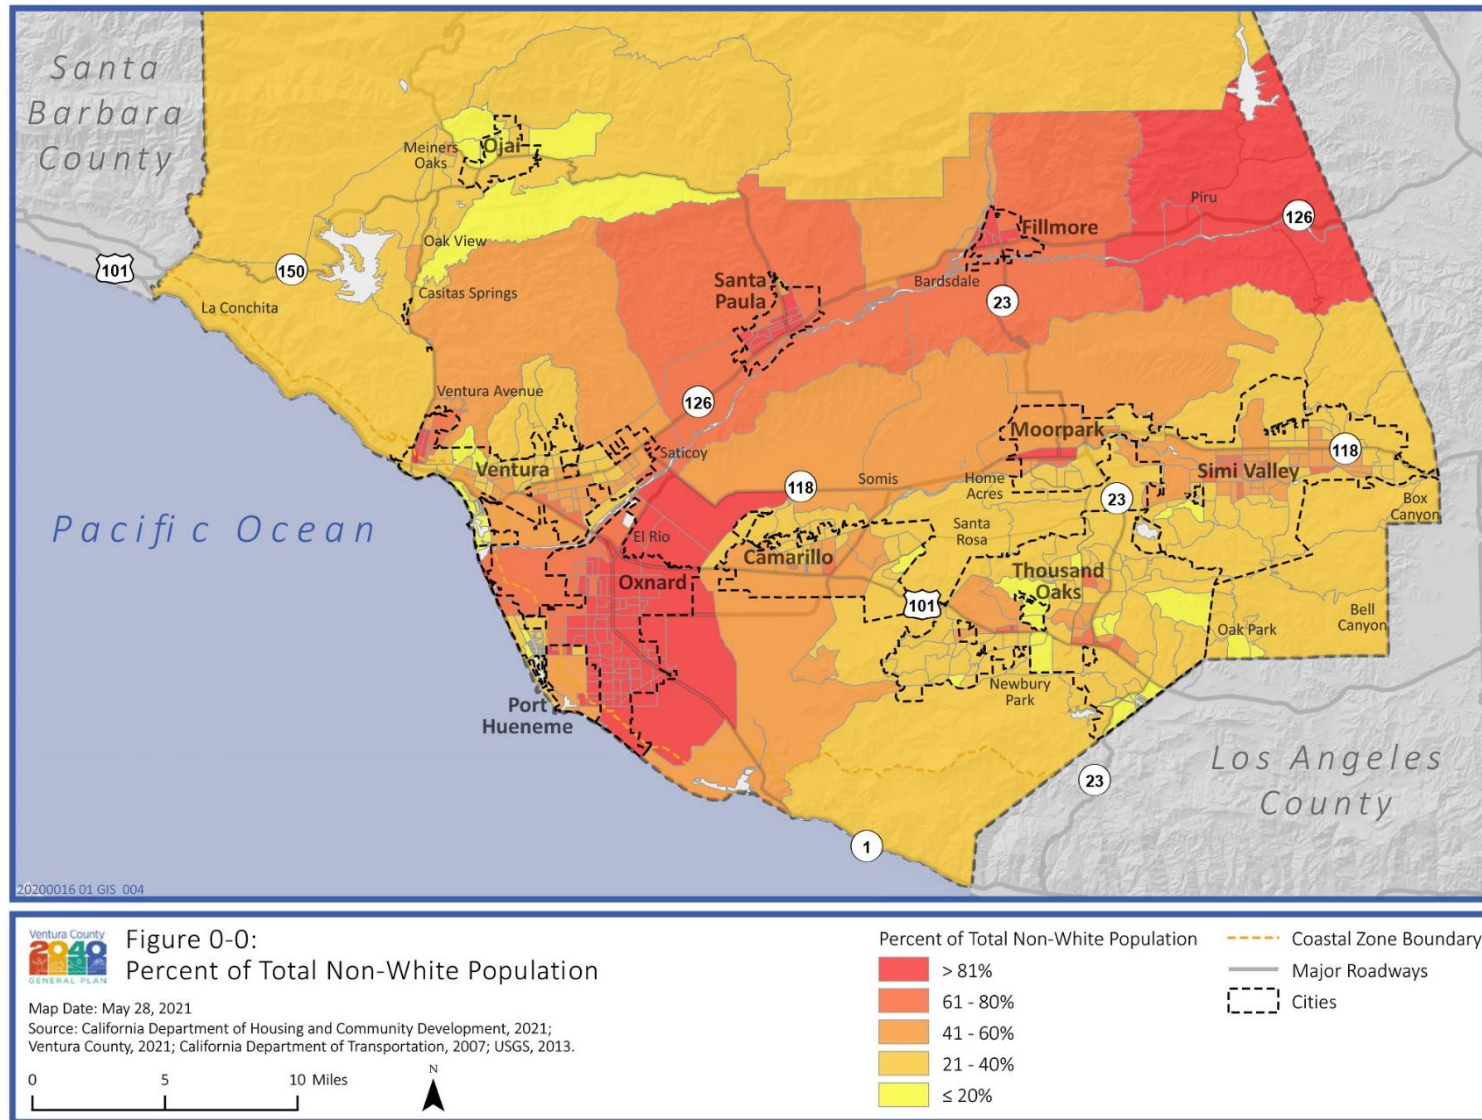 Santa
Barbara
County
Meiners
Oaks
Ojai
Piru
126
Fillmore
101
150
Oak View
Santa
Paula
Bardsdale
23
Casitas Springs
La Conchita
Ventura Avenue
126
Moorpark
118
Ventura
Saticoy
118
Somis
Home
Acres
Simi Valley
23
Box
Canyon
Pacific Ocean
El Rio
Santa
Rosa
Camarillo
Oxnard
Thousand
Oaks
101
Bell
Canyon
Oak Park
Newbury
Park
Port
Hueneme
Los Angeles
County
23
1
20200016 01 GIS 004
Ventura County
2040
GENERAL PLAN
Figure 0-0:
Percent of Total Non-White Population
Map Date: May 28, 2021
Source: California Department of Housing and Community Development, 2021;
Ventura County, 2021; California Department of Transportation, 2007; USGS, 2013.
0 5 10 Miles
N
Percent of Total Non-White Population
> 81%
61 - 80%
41 - 60%
21 - 40%
≤ 20%
Coastal Zone Boundary
Major Roadways
Cities